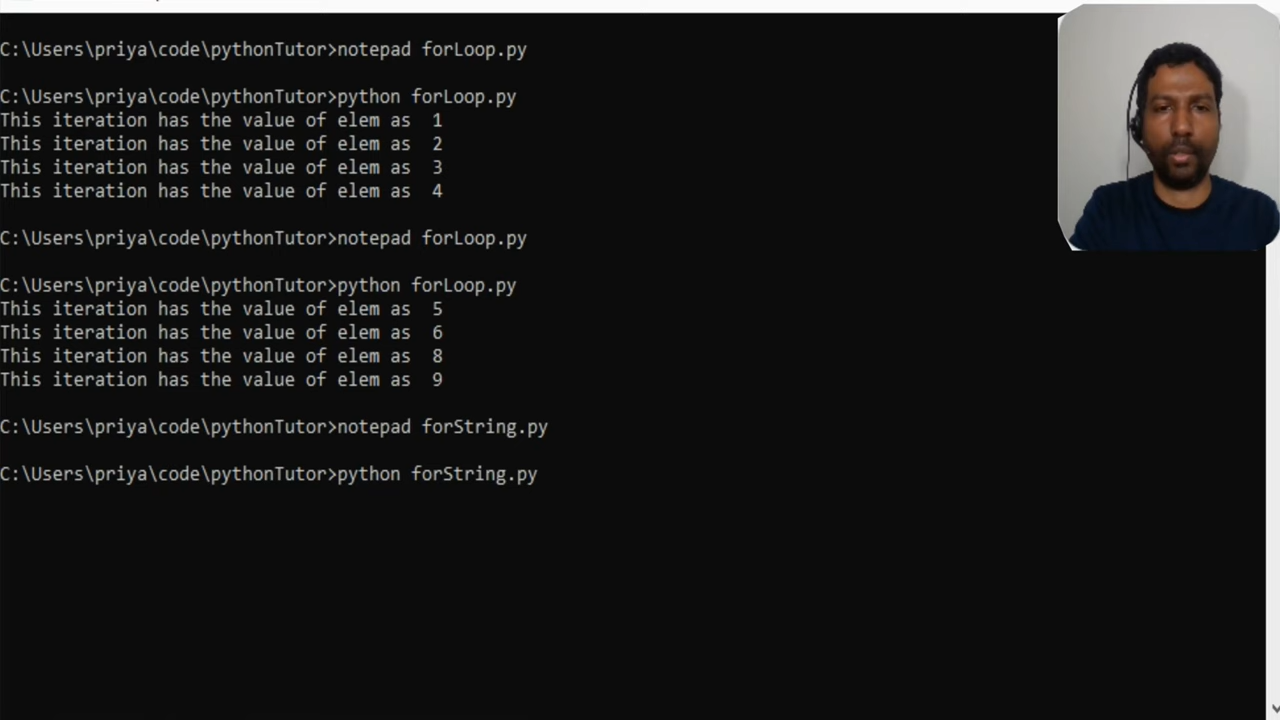 C:\Users\priya\code\pythonTutor>notepad forLoop.py
C:\Users\priya\code\pythonTutor>python forLoop.py
This iteration has the value of elem as  1
This iteration has the value of elem as  2
This iteration has the value of elem as  3
This iteration has the value of elem as  4
C:\Users\priya\code\pythonTutor>notepad forLoop.py
C:\Users\priya\code\pythonTutor>python forLoop.py
This iteration has the value of elem as  5
This iteration has the value of elem as  6
This iteration has the value of elem as  8
This iteration has the value of elem as  9
C:\Users\priya\code\pythonTutor>notepad forString.py
C:\Users\priya\code\pythonTutor>python forString.py